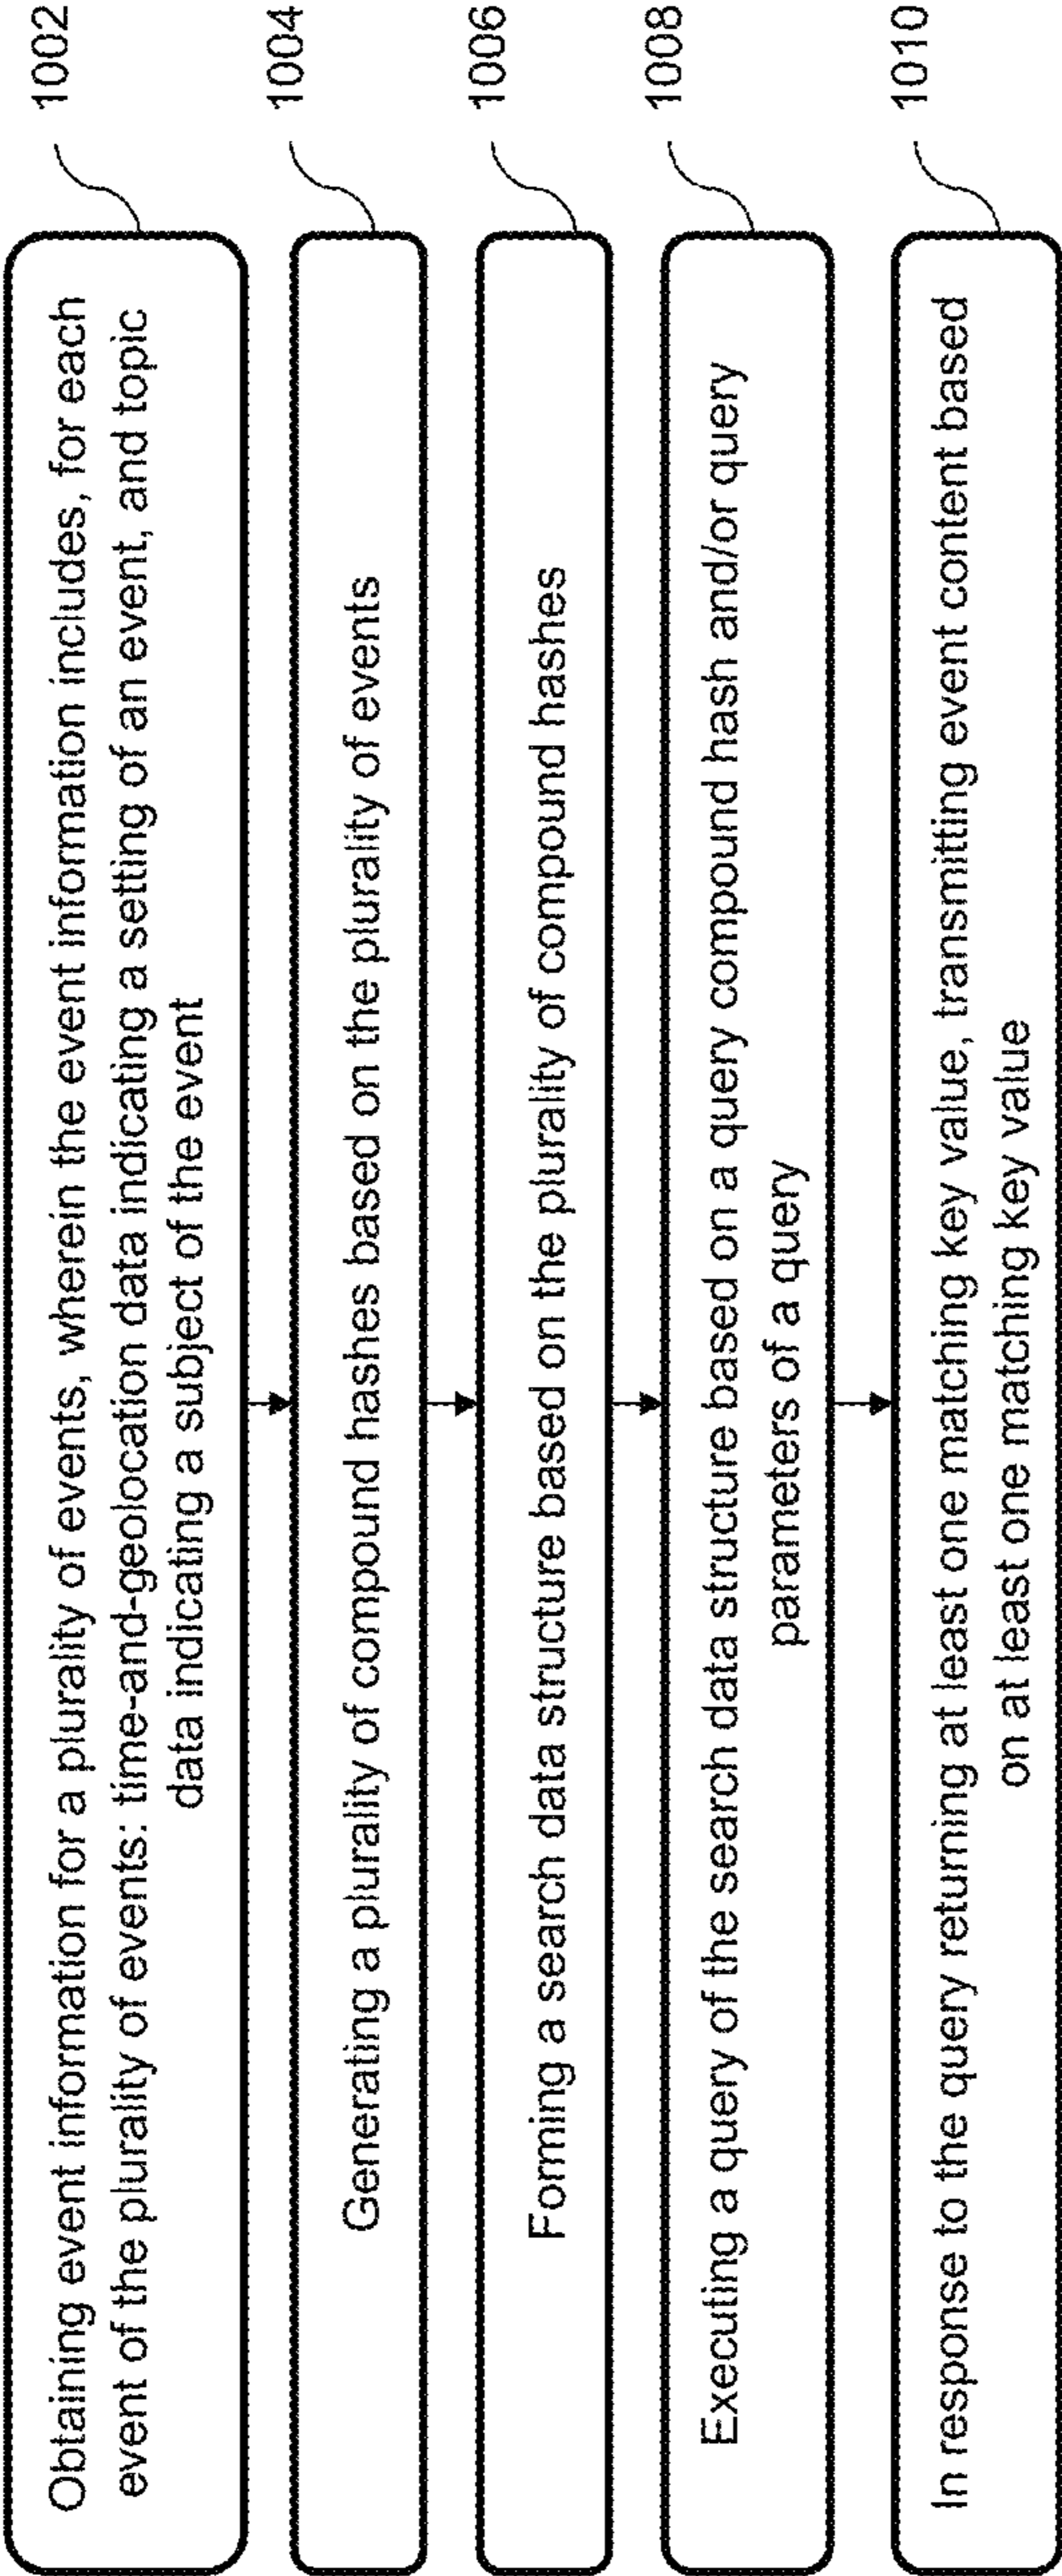 Obtaining event information for a plurality of events, wherein the event information includes, for each
event of the plurality of events: time-and-geolocation data indicating a setting of an event, and topic
data indicating a subject of the event
1002
Generating a plurality of compound hashes based on the plurality of events
1004
Forming a search data structure based on the plurality of compound hashes
1006
Executing a query of the search data structure based on a query compound hash and/or query
parameters of a query
1008
In response to the query returning at least one matching key value, transmitting event content based
on at least one matching key value
1010